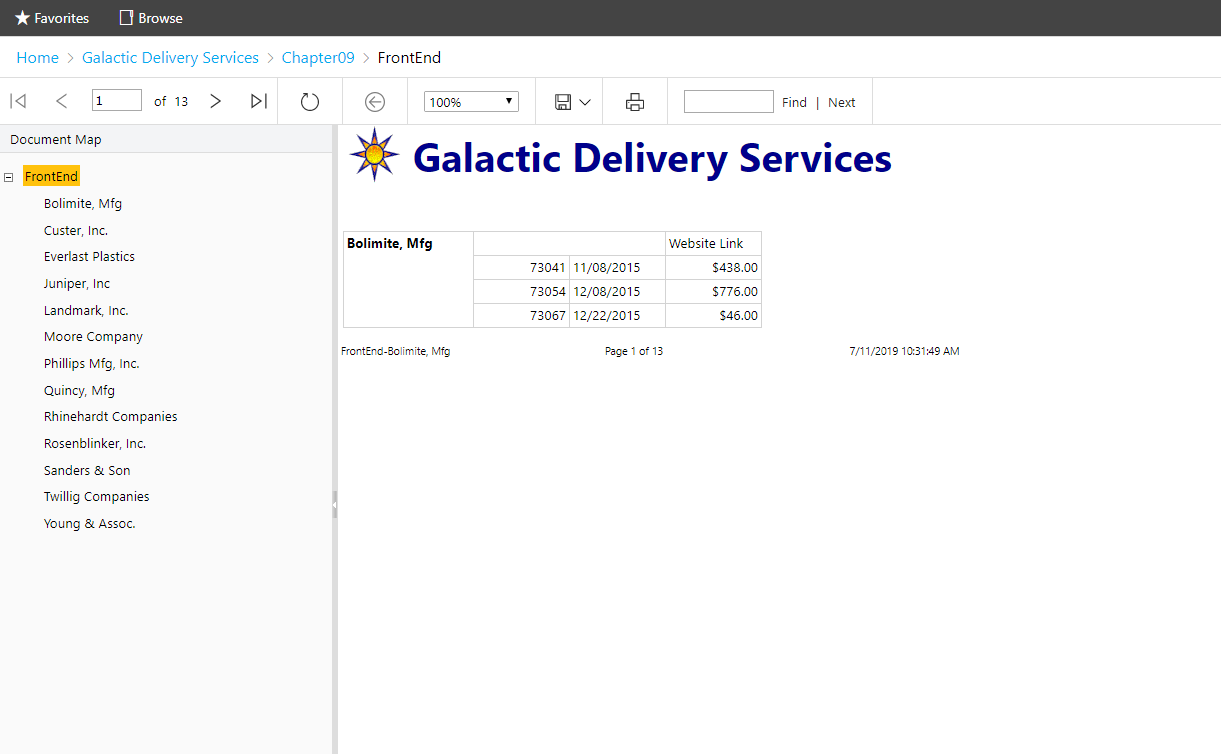 Favorites Browse
Home > Galactic Delivery Services > Chapter09 > FrontEnd
1 of 13 100% Find | Next
Document Map
FrontEnd
Bolimite, Mfg
Custer, Inc.
Everlast Plastics
Juniper, Inc
Landmark, Inc.
Moore Company
Phillips Mfg, Inc.
Quincy, Mfg
Rhinehardt Companies
Rosenblinker, Inc.
Sanders & Son
Twillig Companies
Young & Assoc.
Galactic Delivery Services
Bolimite, Mfg Website Link
73041 11/08/2015 $438.00
73054 12/08/2015 $776.00
73067 12/22/2015 $46.00
FrontEnd-Bolimite, Mfg Page 1 of 13 7/11/2019 10:31:49 AM